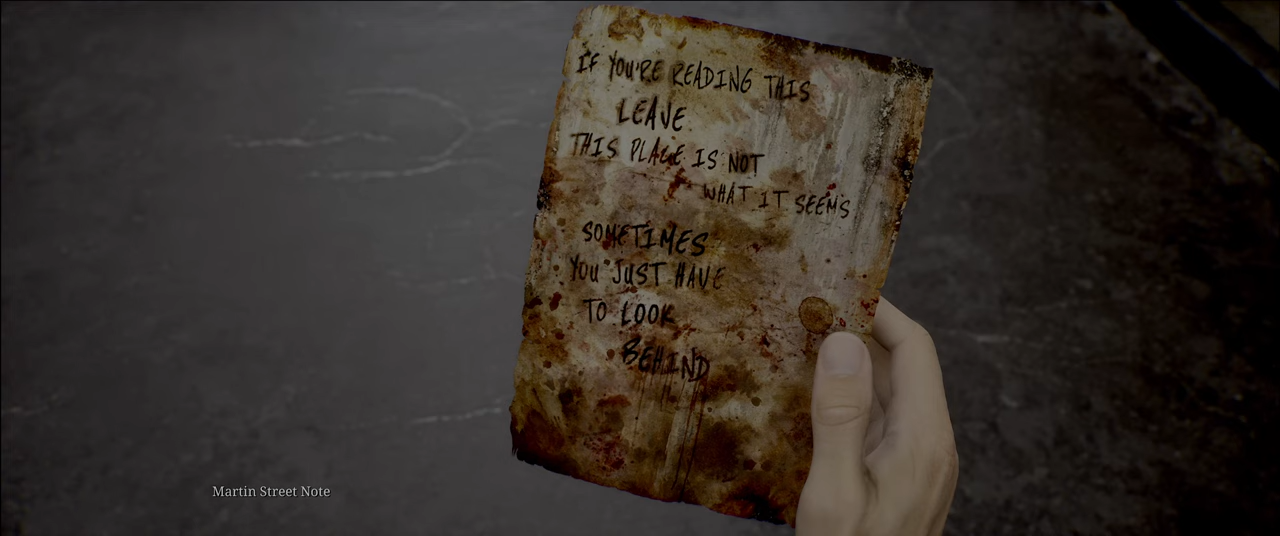 IF YOU'RE READING THIS
LEAVE
THIS PLACE IS NOT
WHAT IT SEEMS
SOMETIMES
YOU JUST HAVE
TO LOOK
BEHIND
Martin Street Note